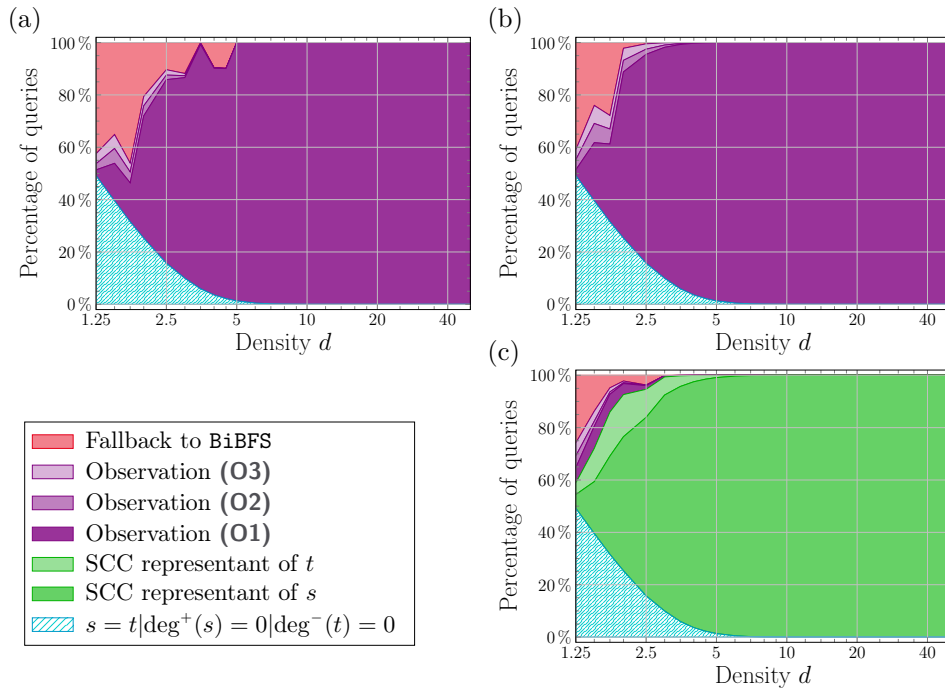 (a)
100 %
80 %
60 %
40 %
20 %
0 %
Percentage of queries
1.25 2.5 5 10 20 40
Density d
(b)
100 %
80 %
60 %
40 %
20 %
0 %
Percentage of queries
1.25 2.5 5 10 20 40
Density d
(c)
100 %
80 %
60 %
40 %
20 %
0 %
Percentage of queries
1.25 2.5 5 10 20 40
Density d
Fallback to BiBFS
Observation (O3)
Observation (O2)
Observation (O1)
SCC representant of t
SCC representant of s
s = t|deg⁺(s) = 0|deg⁻(t) = 0